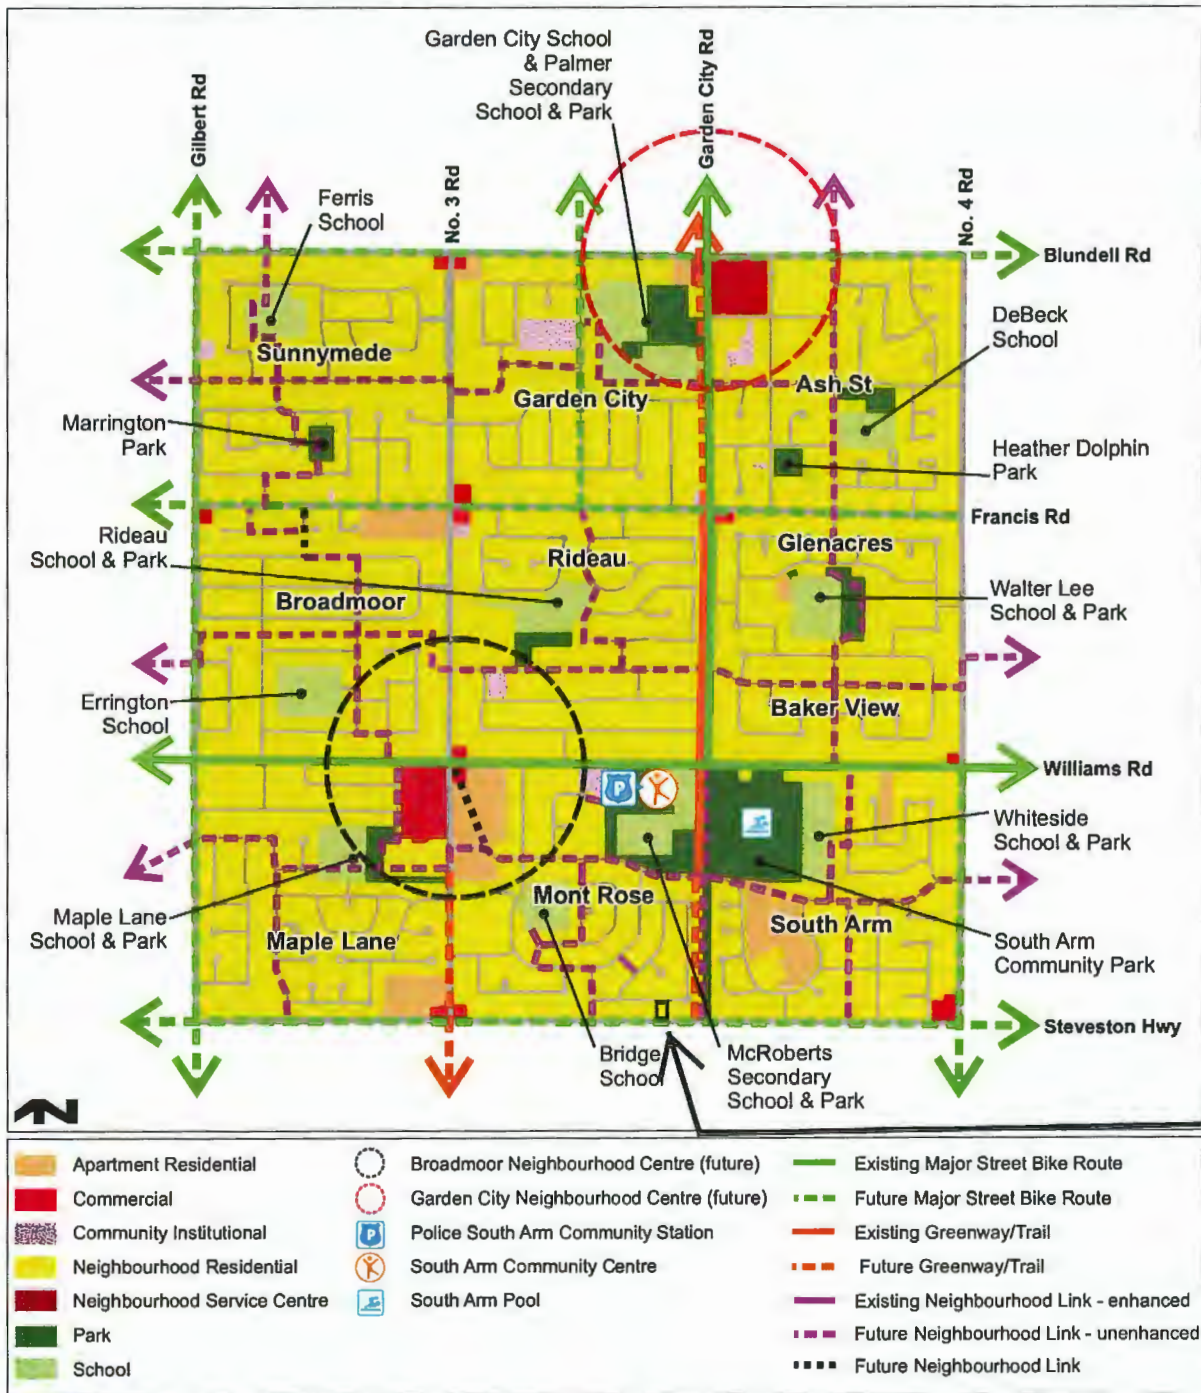 Garden City School
& Palmer
Secondary
School & Park
Gilbert Rd
No. 3 Rd
Garden City Rd
No. 4 Rd
Ferris
School
Blundell Rd
DeBeck
School
Sunnymede
Garden City
Ash St
Marrington
Park
Heather Dolphin
Park
Francis Rd
Rideau
School & Park
Rideau
Glenacres
Broadmoor
Walter Lee
School & Park
Errington
School
Baker View
Williams Rd
P
Whiteside
School & Park
Maple Lane
School & Park
Mont Rose
Maple Lane
South Arm
South Arm
Community Park
Steveston Hwy
Bridge
School
McRoberts
Secondary
School & Park
N
Apartment Residential
Commercial
Community Institutional
Neighbourhood Residential
Neighbourhood Service Centre
Park
School
Broadmoor Neighbourhood Centre (future)
Garden City Neighbourhood Centre (future)
P
Police South Arm Community Station
South Arm Community Centre
South Arm Pool
Existing Major Street Bike Route
Future Major Street Bike Route
Existing Greenway/Trail
Future Greenway/Trail
Existing Neighbourhood Link - enhanced
Future Neighbourhood Link - unenhanced
Future Neighbourhood Link